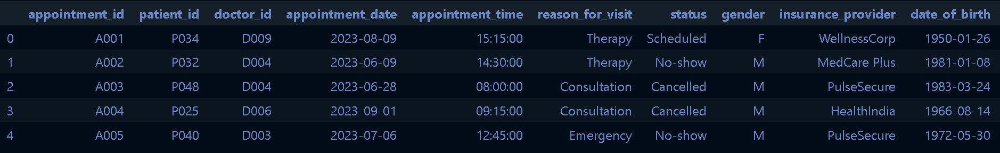 appointment_id patient_id doctor_id appointment_date appointment_time reason_for_visit status gender insurance_provider date_of_birth
0 A001 P034 D009 2023-08-09 15:15:00 Therapy Scheduled F WellnessCorp 1950-01-26
1 A002 P032 D004 2023-06-09 14:30:00 Therapy No-show M MedCare Plus 1981-01-08
2 A003 P048 D004 2023-06-28 08:00:00 Consultation Cancelled M PulseSecure 1983-03-24
3 A004 P025 D006 2023-09-01 09:15:00 Consultation Cancelled M HealthIndia 1966-08-14
4 A005 P040 D003 2023-07-06 12:45:00 Emergency No-show M PulseSecure 1972-05-30